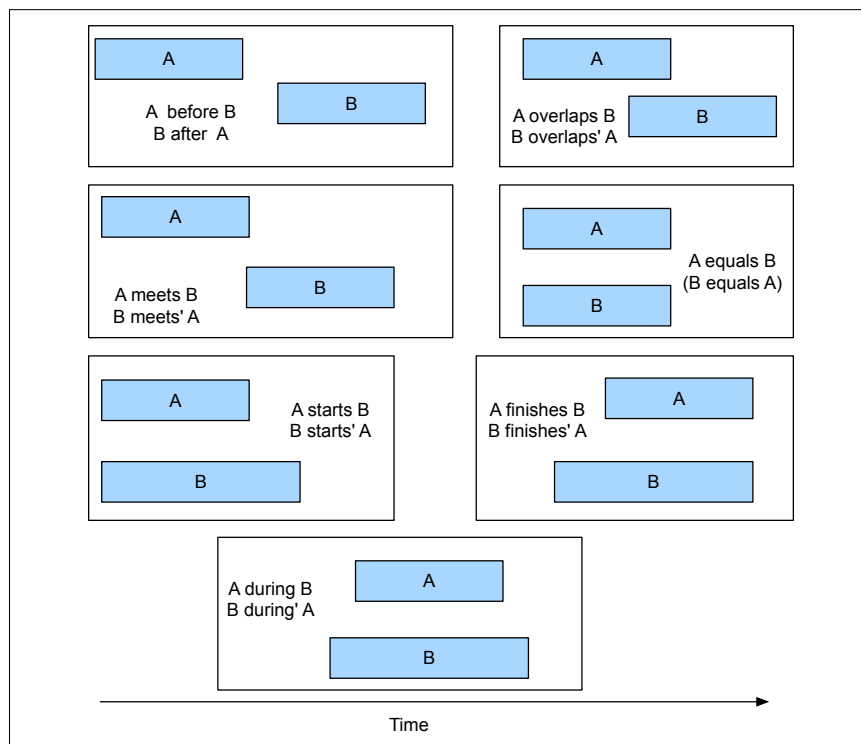 A
B
A before B
B after A
A
B
A overlaps B
B overlaps' A
A
B
A meets B
B meets' A
A
B
A equals B
(B equals A)
A
B
A starts B
B starts' A
A
B
A finishes B
B finishes' A
A
B
A during B
B during' A
Time